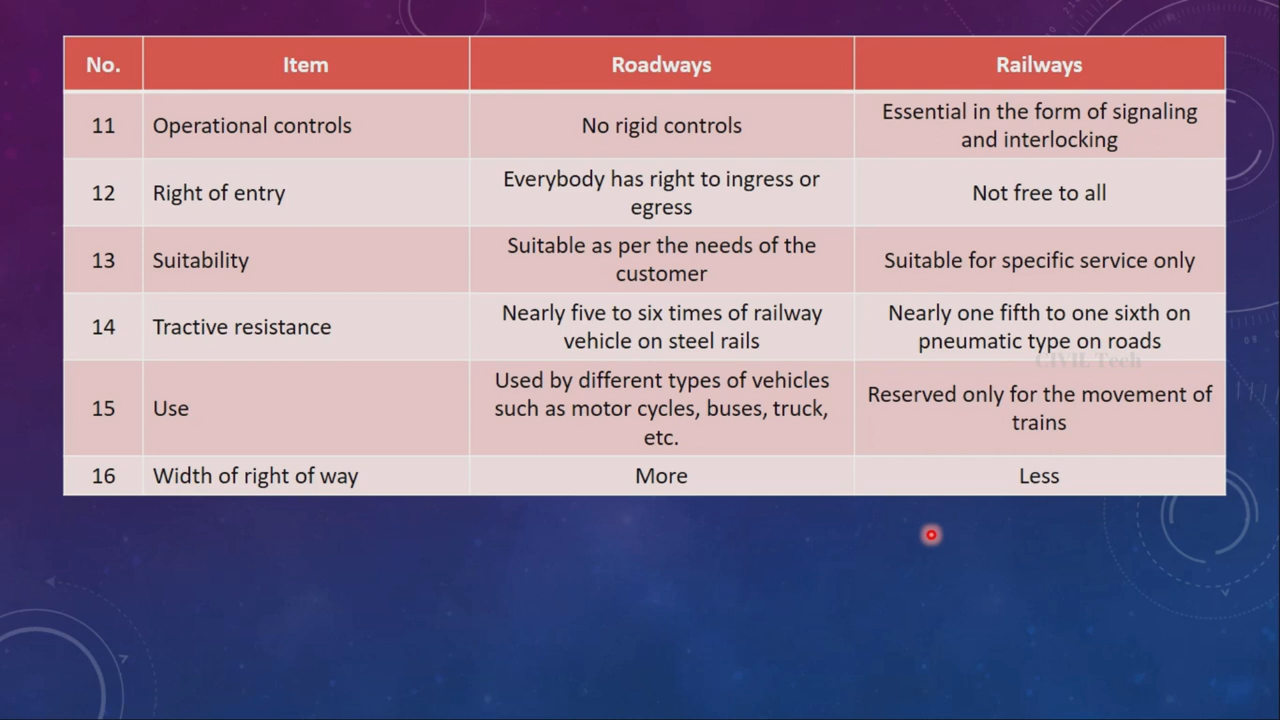 No. Item Roadways Railways
11 Operational controls No rigid controls Essential in the form of signaling
and interlocking
12 Right of entry Everybody has right to ingress or
egress Not free to all
13 Suitability Suitable as per the needs of the
customer Suitable for specific service only
14 Tractive resistance Nearly five to six times of railway
vehicle on steel rails Nearly one fifth to one sixth on
pneumatic type on roads
CIVIL Tech
15 Use Used by different types of vehicles
such as motor cycles, buses, truck,
etc. Reserved only for the movement of
trains
16 Width of right of way More Less